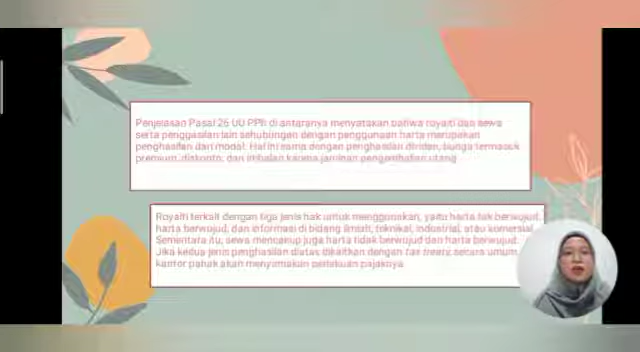 Penjelasan Pasal 26 UU PPh di antaranya menyatakan bahwa royalti dan sewa
serta penggasilan lain sehubungan dengan penggunaan harta merupakan
penghasilan dari modal. Hal ini sama dengan penghasilan dividen, bunga termasuk
premium, diskonto, dan imbalan karena jaminan pengembalian utang
Royalti terkait dengan tiga jenis hak untuk menggunakan, yaitu harta tak berwujud,
harta berwujud, dan informasi di bidang ilmiah, teknikal, industrial, atau komersial.
Sementara itu, sewa mencakup juga harta tidak berwujud dan harta berwujud.
Jika kedua jenis penghasilan diatas dikaitkan dengan tax treaty, secara umum,
kantor pahak akan menyamakan perlakuan pajaknya